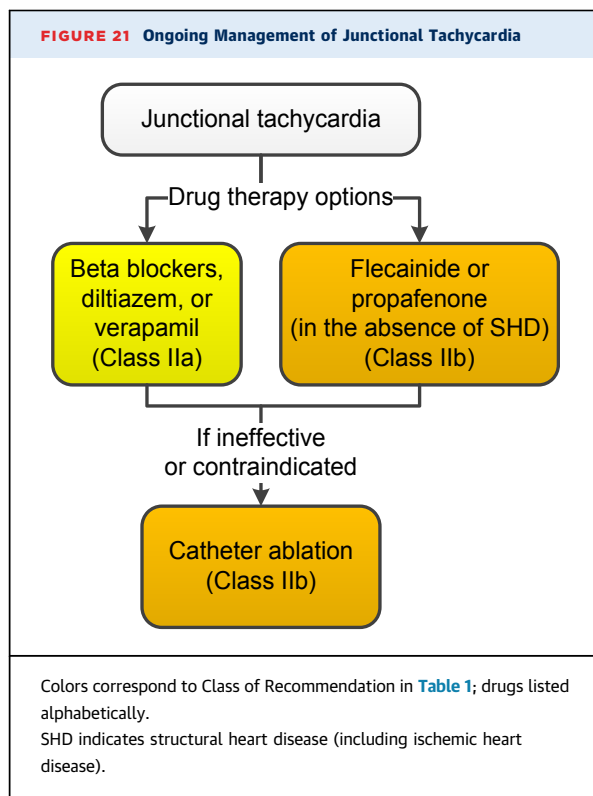 FIGURE 21 Ongoing Management of Junctional Tachycardia
Junctional tachycardia
Drug therapy options
Beta blockers,
diltiazem, or
verapamil
(Class IIa)
Flecainide or
propafenone
(in the absence of SHD)
(Class IIb)
If ineffective
or contraindicated
Catheter ablation
(Class IIb)
Colors correspond to Class of Recommendation in Table 1; drugs listed
alphabetically.
SHD indicates structural heart disease (including ischemic heart
disease).